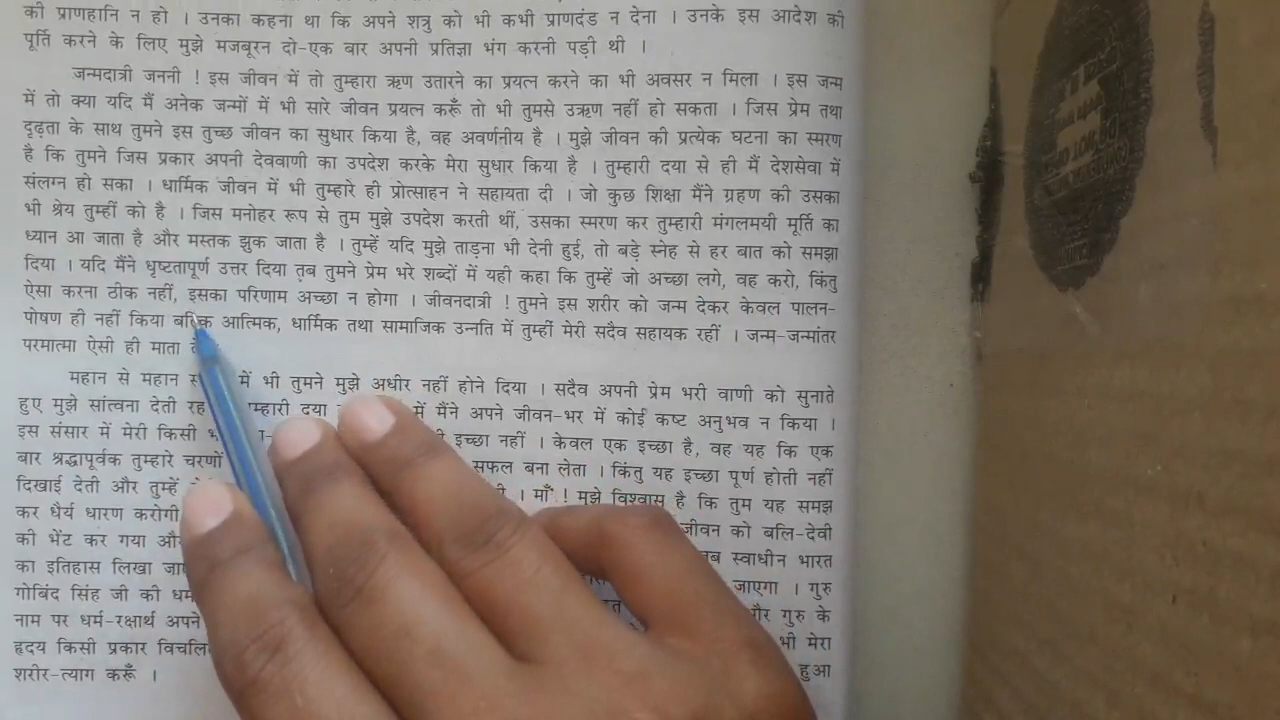 की प्राणहानि न हो । उनका कहना था कि अपने शत्रु को भी कभी प्राणदंड न देना । उनके इस आदेश की
पूर्ति करने के लिए मुझे मजबूरन दो-एक बार अपनी प्रतिज्ञा भंग करनी पड़ी थी ।
जन्मदात्री जननी ! इस जीवन में तो तुम्हारा ऋण उतारने का प्रयत्न करने का भी अवसर न मिला । इस जन्म
में तो क्या यदि मैं अनेक जन्मों में भी सारे जीवन प्रयत्न करूँ तो भी तुमसे उऋण नहीं हो सकता । जिस प्रेम तथा
दृढ़ता के साथ तुमने इस तुच्छ जीवन का सुधार किया है, वह अवर्णनीय है । मुझे जीवन की प्रत्येक घटना का स्मरण
है कि तुमने जिस प्रकार अपनी देववाणी का उपदेश करके मेरा सुधार किया है । तुम्हारी दया से ही मैं देशसेवा में
संलग्न हो सका । धार्मिक जीवन में भी तुम्हारे ही प्रोत्साहन ने सहायता दी । जो कुछ शिक्षा मैंने ग्रहण की उसका
भी श्रेय तुम्हीं को है । जिस मनोहर रूप से तुम मुझे उपदेश करती थीं, उसका स्मरण कर तुम्हारी मंगलमयी मूर्ति का
ध्यान आ जाता है और मस्तक झुक जाता है । तुम्हें यदि मुझे ताड़ना भी देनी हुई, तो बड़े स्नेह से हर बात को समझा
दिया । यदि मैंने धृष्टतापूर्ण उत्तर दिया तब तुमने प्रेम भरे शब्दों में यही कहा कि तुम्हें जो अच्छा लगे, वह करो, किंतु
ऐसा करना ठीक नहीं, इसका परिणाम अच्छा न होगा । जीवनदात्री ! तुमने इस शरीर को जन्म देकर केवल पालन-
पोषण ही नहीं किया आत्मिक, धार्मिक तथा सामाजिक उन्नति में तुम्हीं मेरी सदैव सहायक रहीं । जन्म-जन्मांतर
परमात्मा ऐसी ही माता
महान से महान में भी तुमने मुझे अधीर नहीं होने दिया । सदैव अपनी प्रेम भरी वाणी को सुनाते
हुए मुझे सांत्वना देती दया में मैंने अपने जीवन-भर में कोई कष्ट अनुभव न किया ।
इस संसार में मेरी किसी इच्छा नहीं । केवल एक इच्छा है, वह यह कि एक
बार श्रद्धापूर्वक तुम्हारे चरणों सफल बना लेता । किंतु यह इच्छा पूर्ण होती नहीं
दिखाई देती और तुम्हें । माँ ! मुझे विश्वास है कि तुम यह समझ
कर धैर्य धारण करोगी जीवन को बलि-देवी
की भेंट कर गया स्वाधीन भारत
का इतिहास लिखा जाएगा । गुरु
गोबिंद सिंह जी की
नाम पर धर्म-रक्षार्थ अपने गुरु के
हृदय किसी प्रकार भी मेरा
शरीर-त्याग करूँ । हुआ